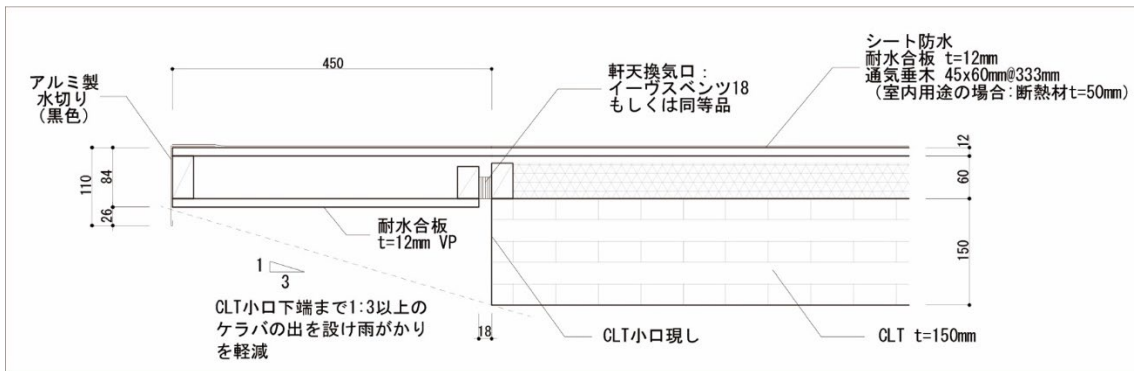 シート防水
耐水合板 t=12mm
通気垂木 45x60mm@333mm
（室内用途の場合:断熱材t=50mm）
450
軒天換気口：
イーヴスベンツ18
もしくは同等品
アルミ製
水切り
（黒色）
12
60
150
110
84
26
耐水合板
t=12mm VP
1
3
CLT小口下端まで1:3以上の
ケラバの出を設け雨がかり
を軽減
18
CLT小口現し
CLT t=150mm